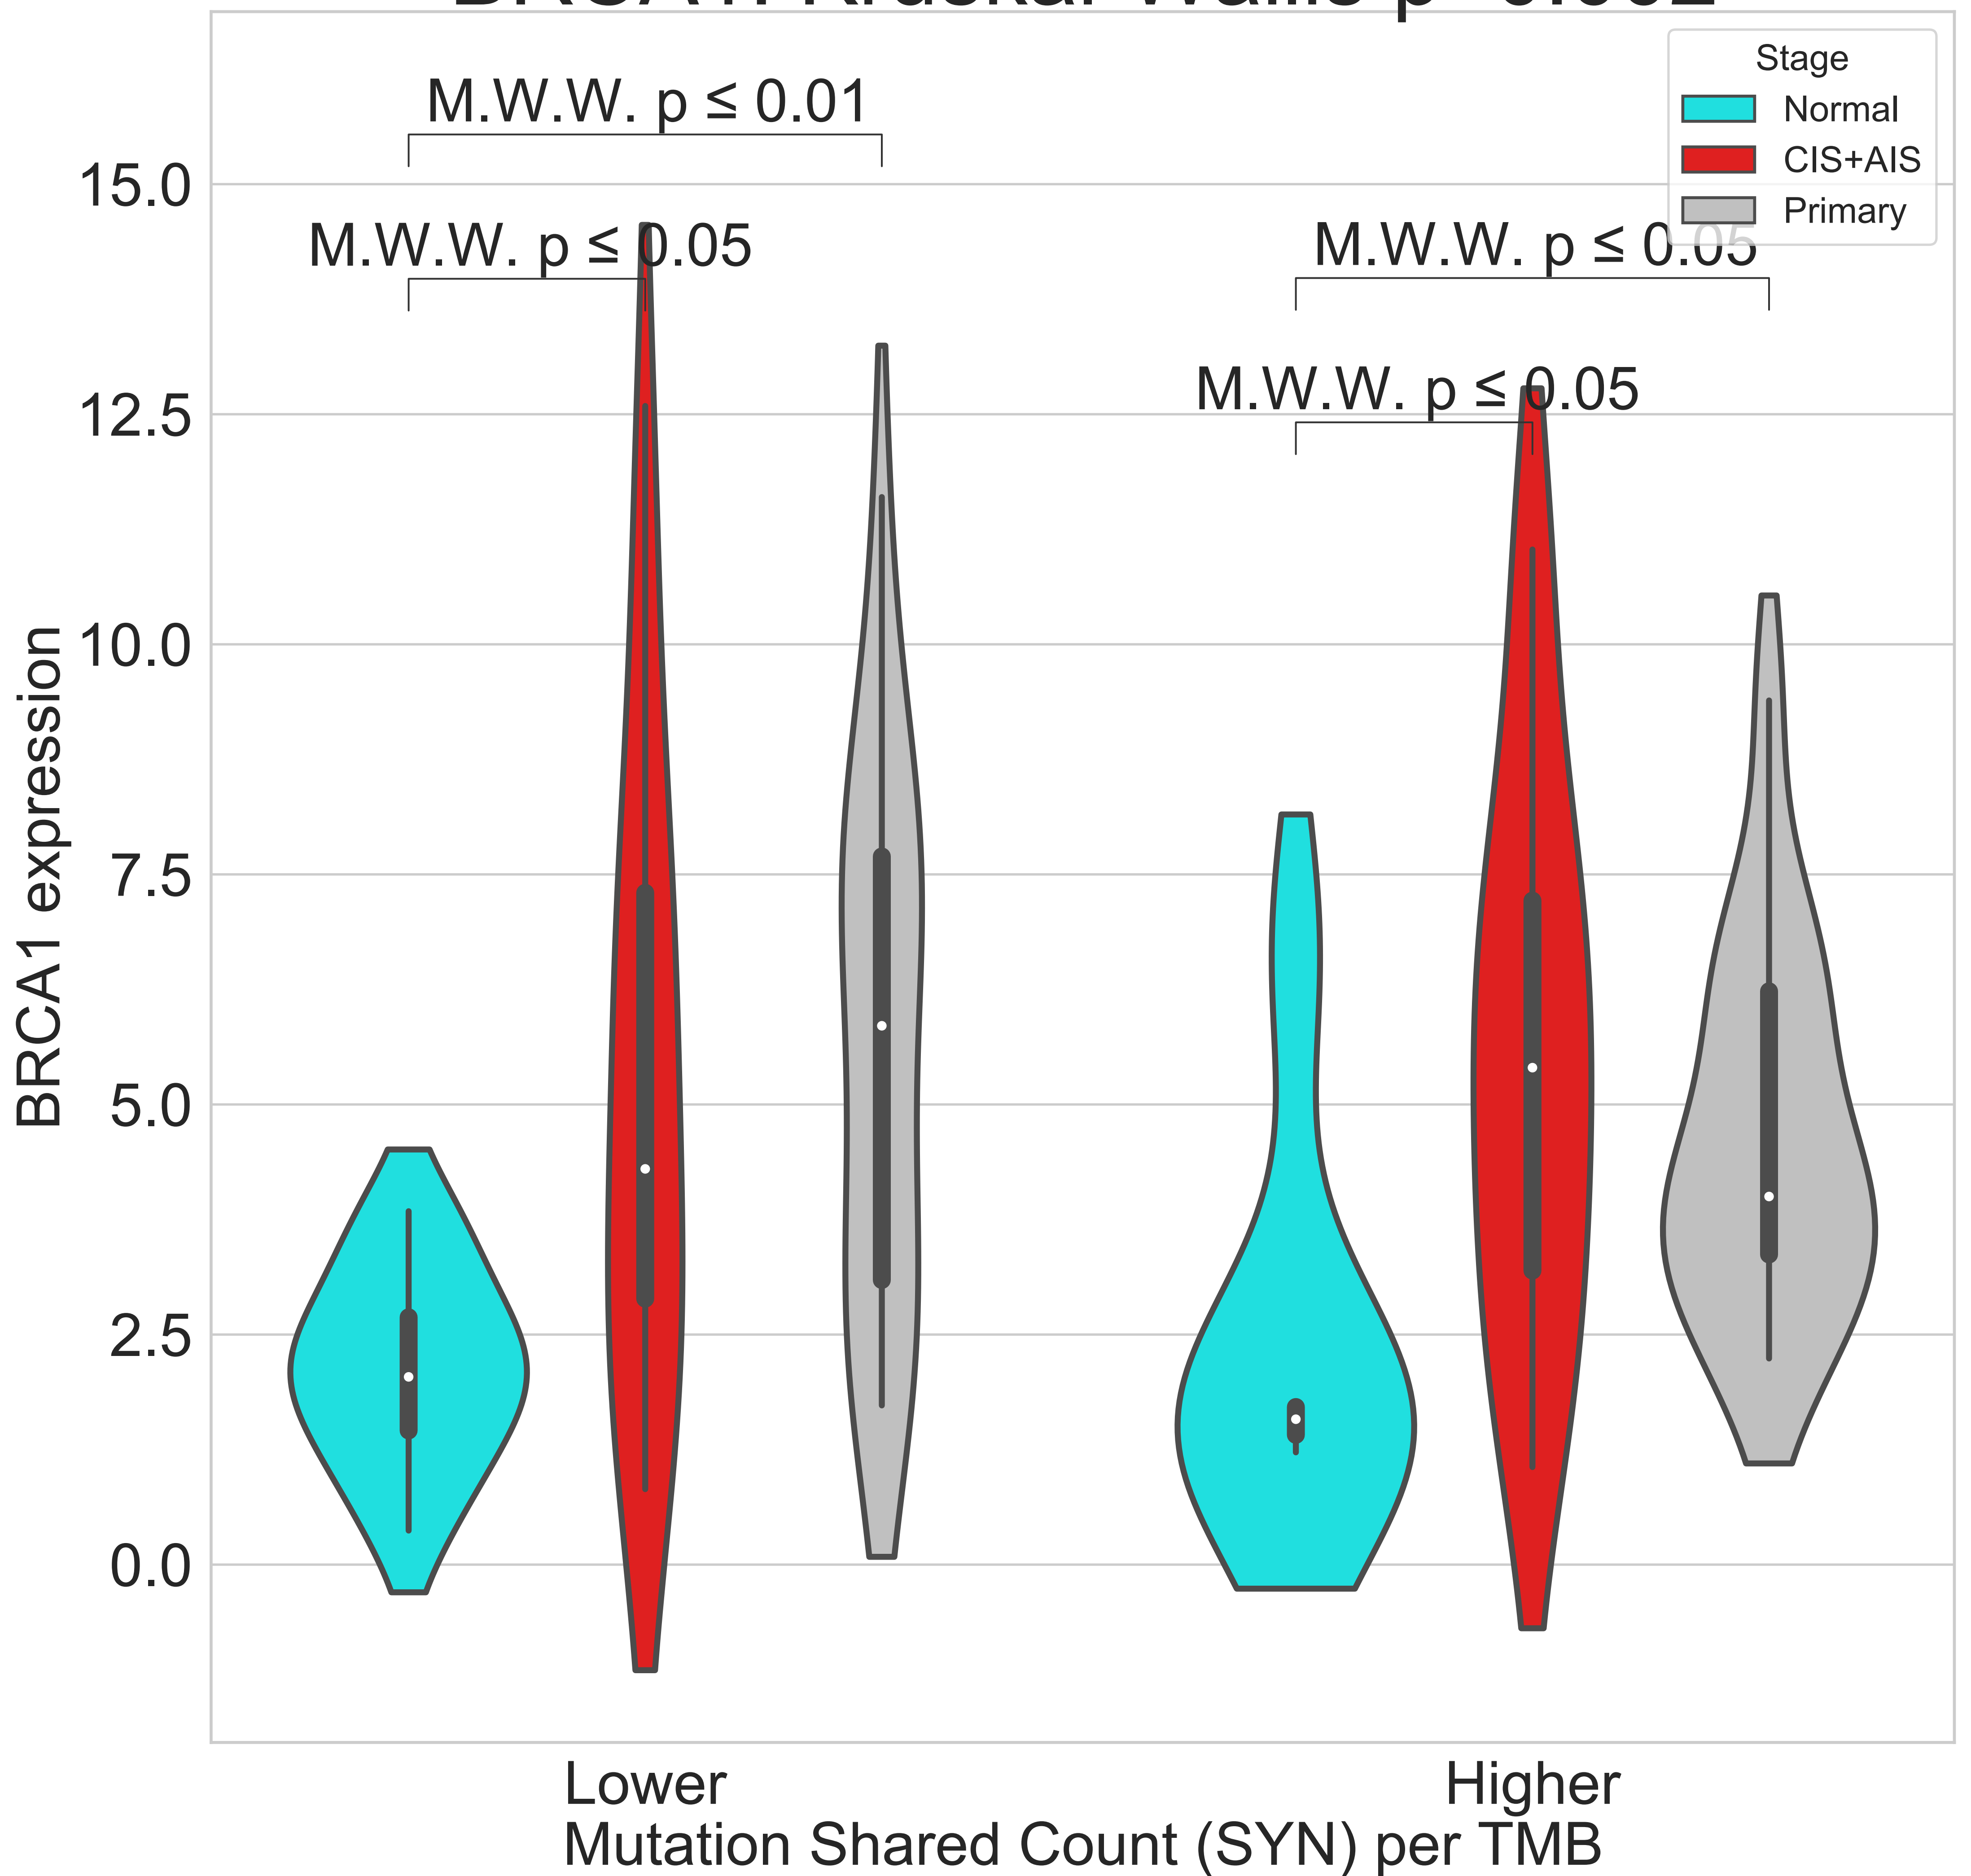 M.W.W. p ≤ 0.01
M.W.W. p ≤ 0.05
M.W.W. p ≤ 0.05
M.W.W. p ≤ 0.05
Stage
Normal
CIS+AIS
Primary
15.0
12.5
10.0
7.5
5.0
2.5
0.0
BRCA1 expression
Lower
Higher
Mutation Shared Count (SYN) per TMB